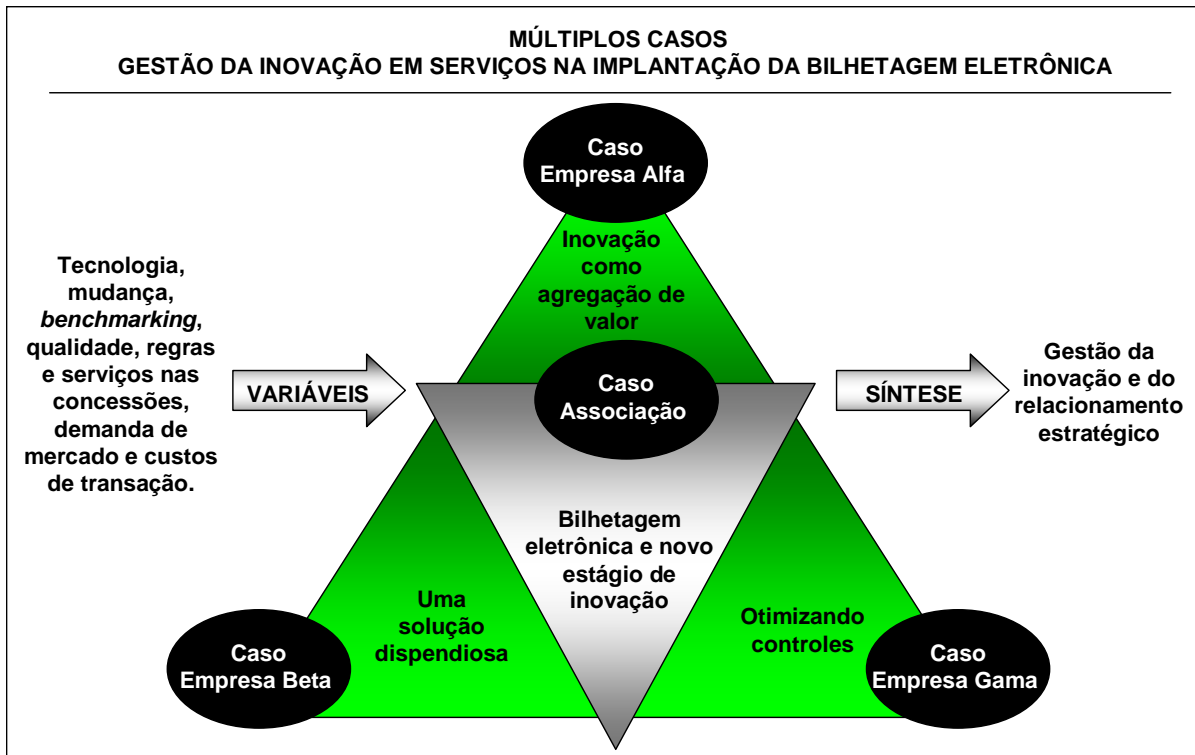 MÚLTIPLOS CASOS
GESTÃO DA INOVAÇÃO EM SERVIÇOS NA IMPLANTAÇÃO DA BILHETAGEM ELETRÔNICA
Caso
Empresa Alfa
Inovação
como
agregação de
valor
Tecnologia,
mudança,
benchmarking,
qualidade, regras
e serviços nas
concessões,
demanda de
mercado e custos
de transação.
VARIÁVEIS
Caso
Associação
SÍNTESE
Gestão da
inovação e do
relacionamento
estratégico
Bilhetagem
eletrônica e novo
estágio de
inovação
Uma
solução
dispendiosa
Otimizando
controles
Caso
Empresa Beta
Caso
Empresa Gama